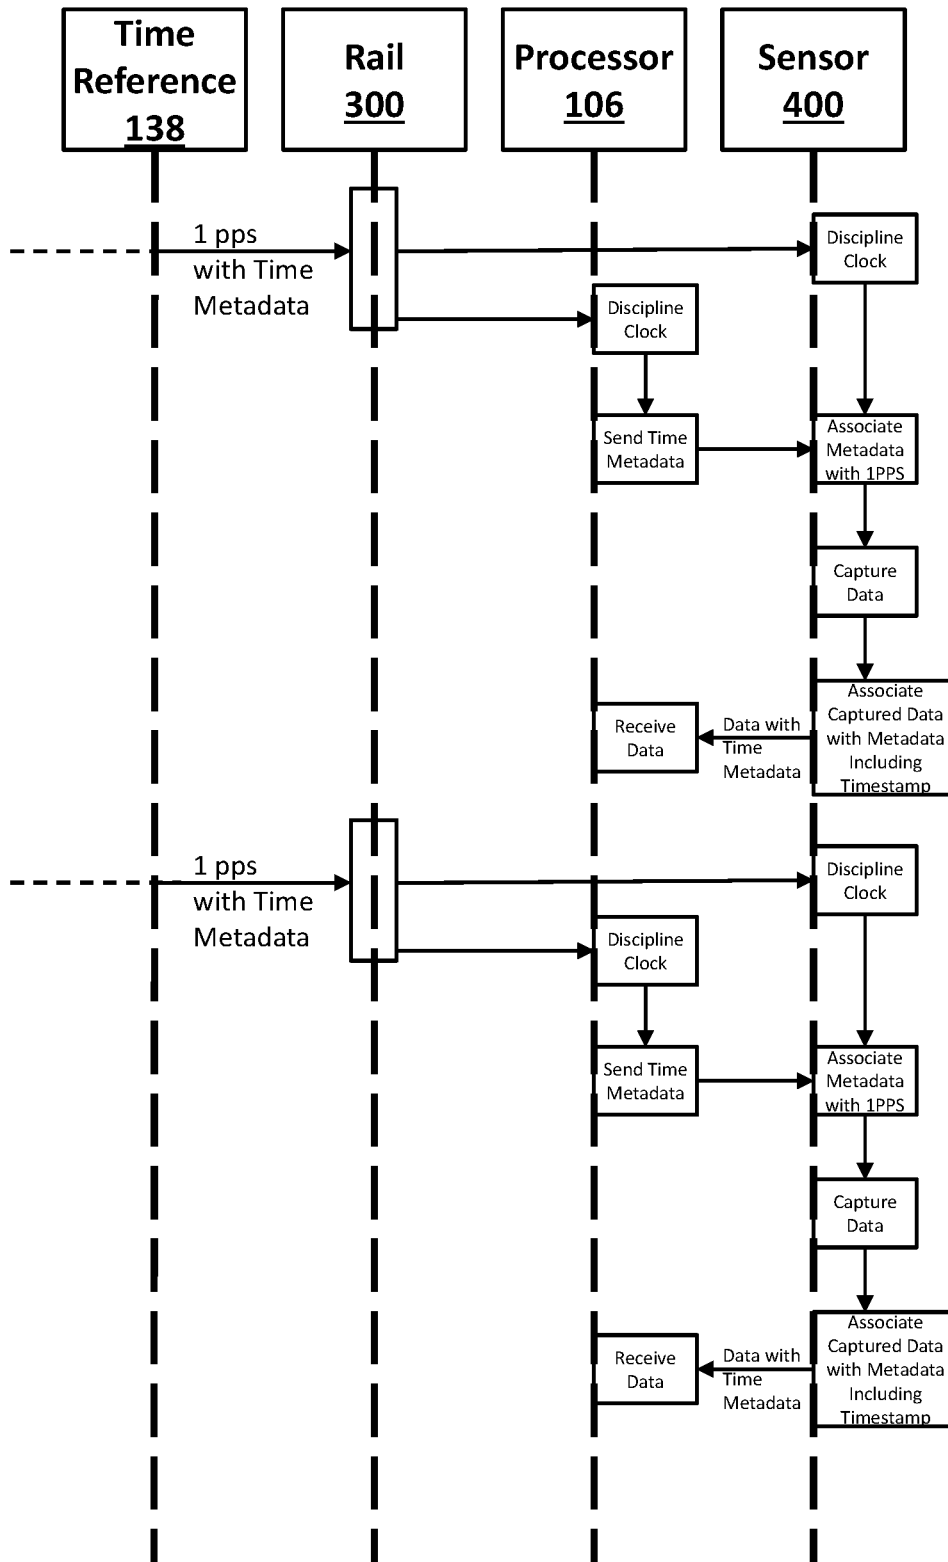 Time
Reference
138
Rail
300
Processor
106
Sensor
400
1 pps
with Time
Metadata
Discipline
Clock
Discipline
Clock
Send Time
Metadata
Associate
Metadata
with 1PPS
Capture
Data
Associate
Captured Data
with Metadata
Including
Timestamp
Data with
Time
Metadata
Receive
Data
1 pps
with Time
Metadata
Discipline
Clock
Discipline
Clock
Send Time
Metadata
Associate
Metadata
with 1PPS
Capture
Data
Associate
Captured Data
with Metadata
Including
Timestamp
Data with
Time
Metadata
Receive
Data